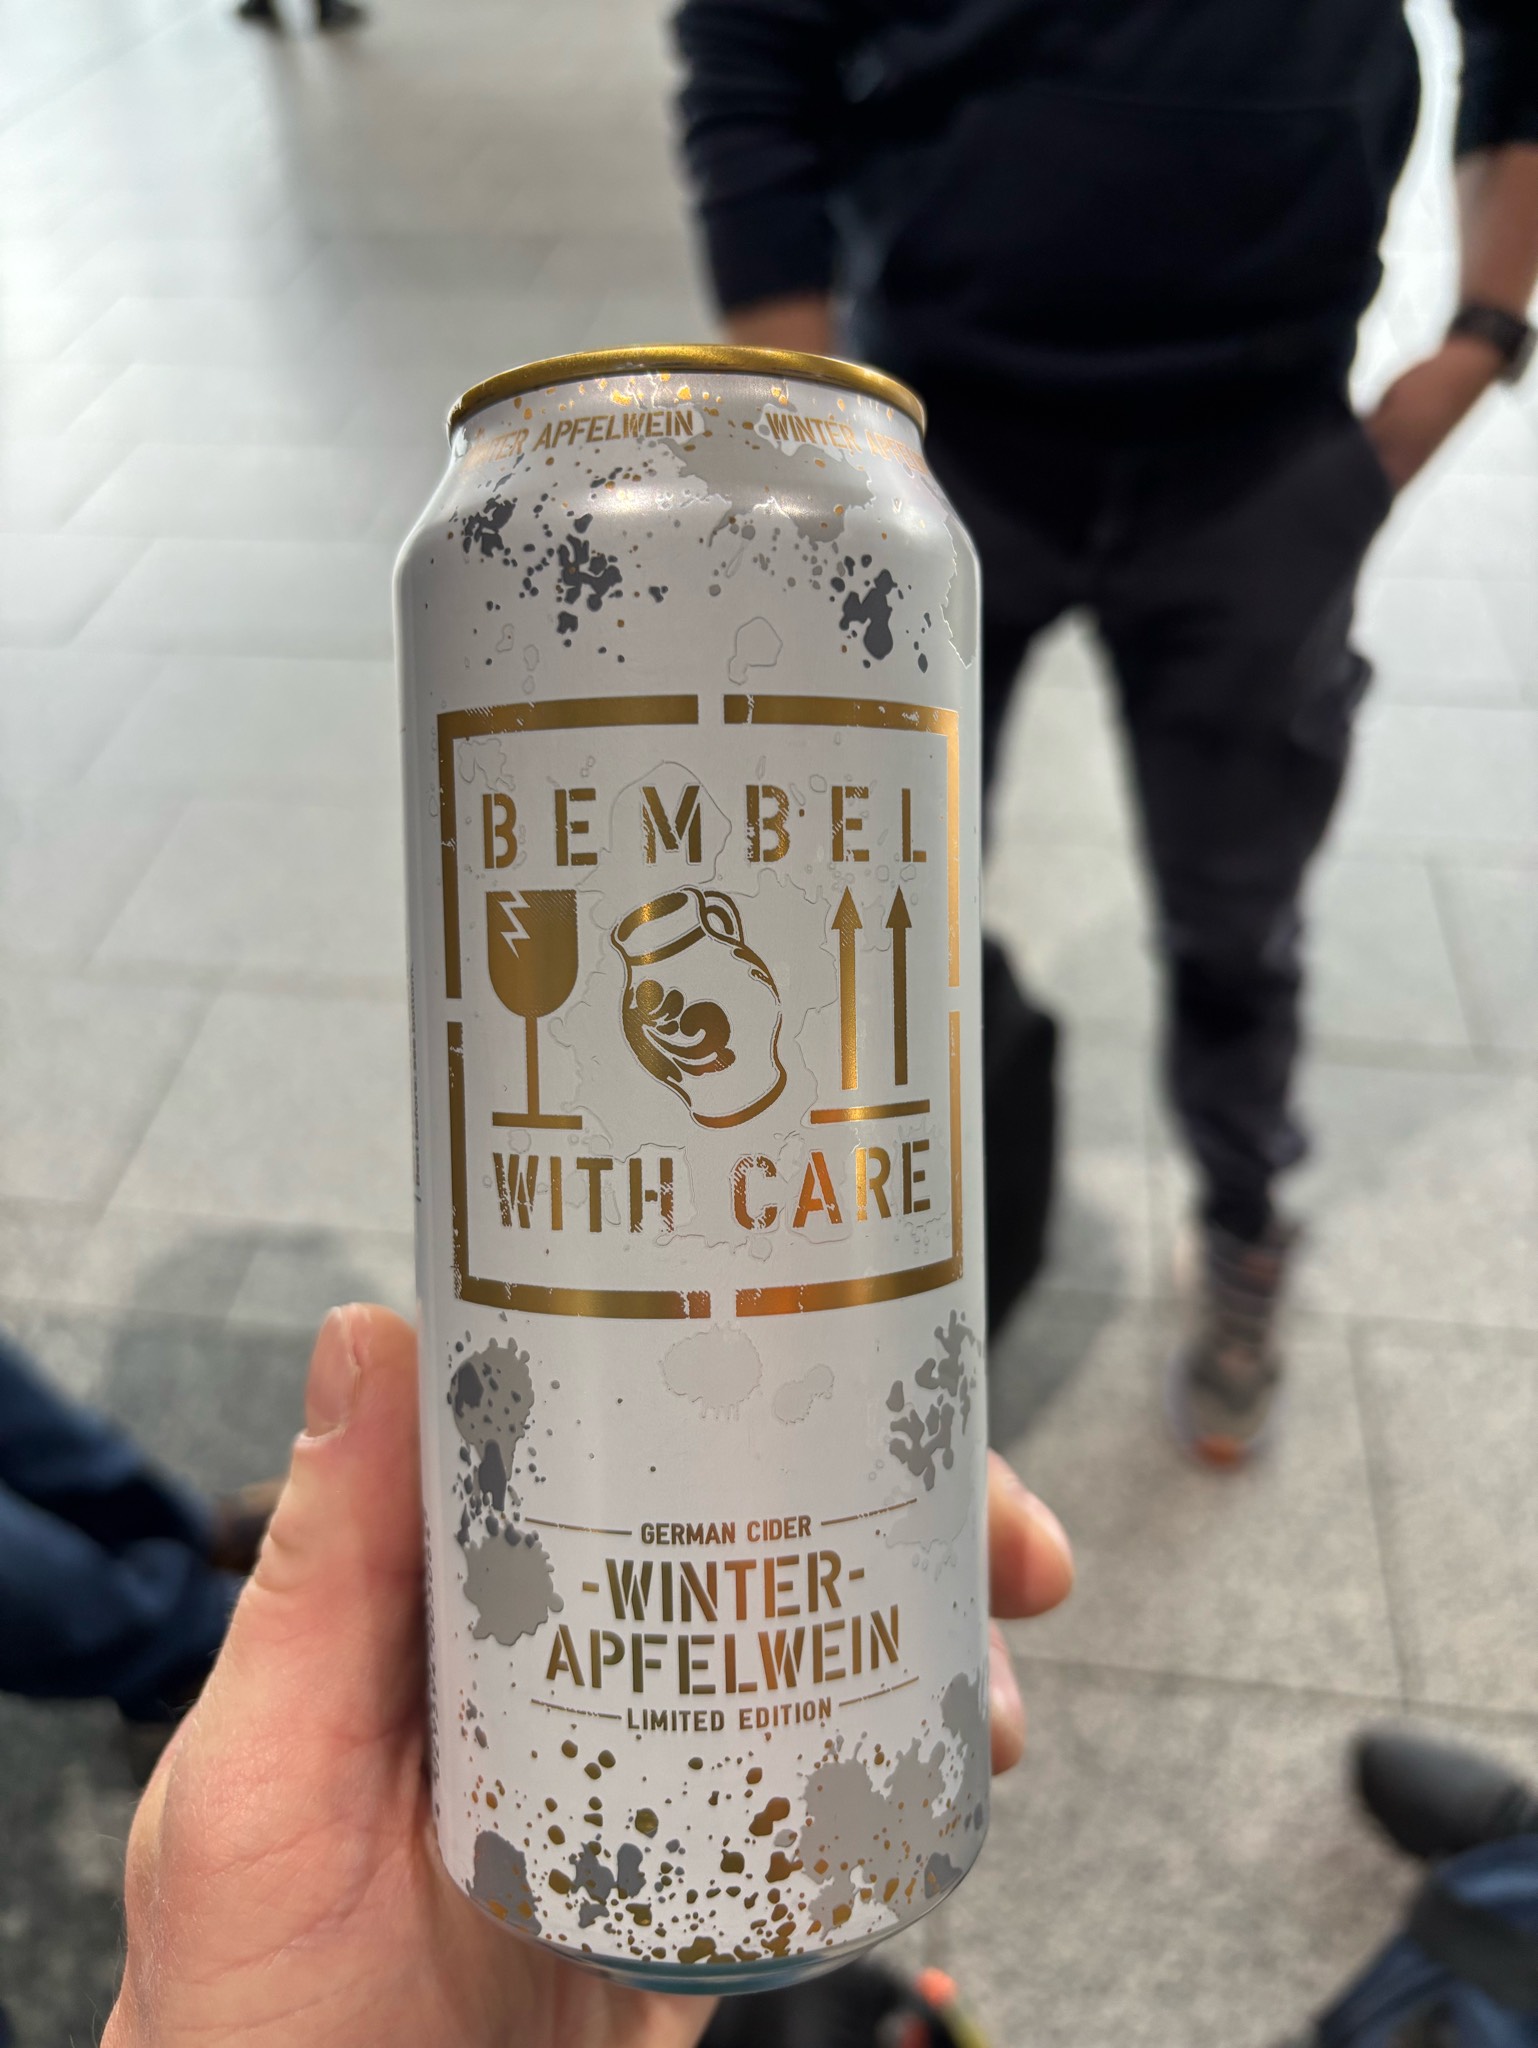 WINTER APFELWEIN WINTER
BEMBEL
WITH CARE
GERMAN CIDER
-WINTER-
APFELWEIN
LIMITED EDITION